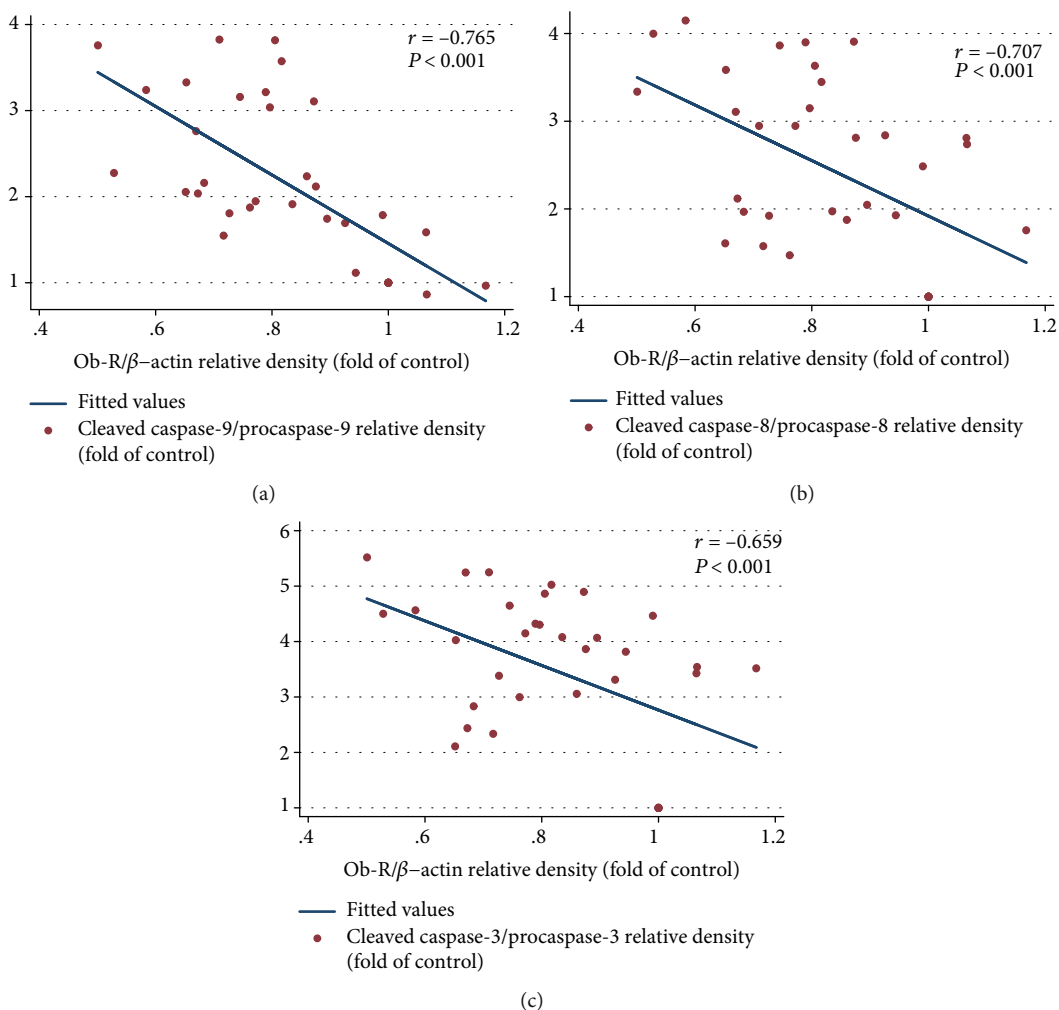 4
3
2
1
r = –0.765
P < 0.001
.4 .6 .8 1 1.2
Ob-R/β–actin relative density (fold of control)
Fitted values
Cleaved caspase-9/procaspase-9 relative density
(fold of control)
(a)
4
3
2
1
r = –0.707
P < 0.001
.4 .6 .8 1 1.2
Ob-R/β–actin relative density (fold of control)
Fitted values
Cleaved caspase-8/procaspase-8 relative density
(fold of control)
(b)
6
5
4
3
2
1
r = –0.659
P < 0.001
.4 .6 .8 1 1.2
Ob-R/β–actin relative density (fold of control)
Fitted values
Cleaved caspase-3/procaspase-3 relative density
(fold of control)
(c)